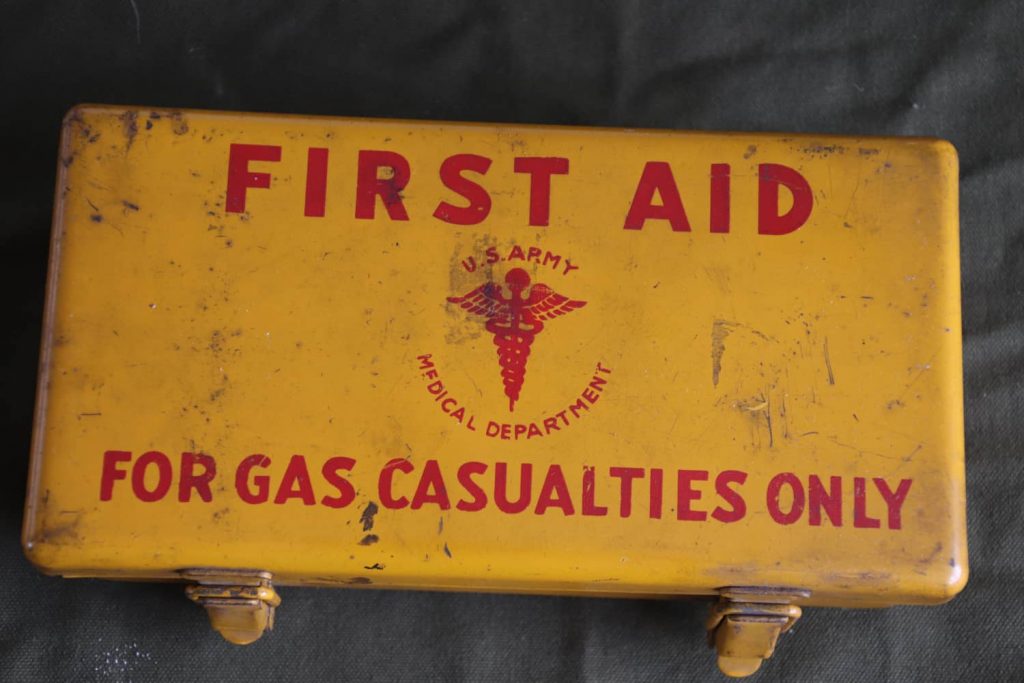 FIRST AID
U.S. ARMY
MEDICAL DEPARTMENT
FOR GAS CASUALTIES ONLY